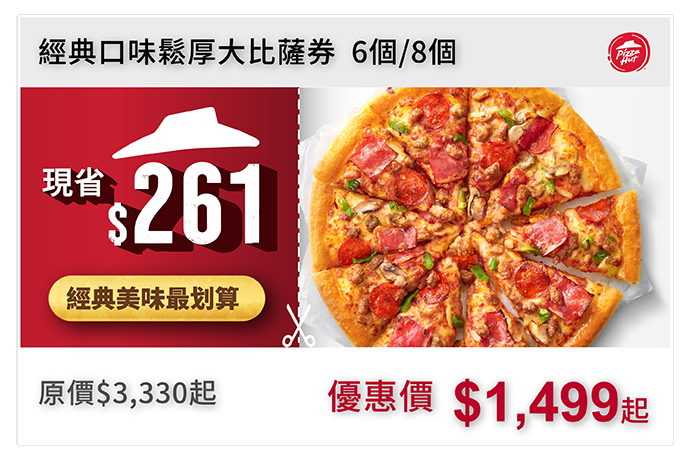 經典口味鬆厚大比薩券 6個/8個
Pizza
Hut
現省
$261
經典美味最划算
原價$3,330起
優惠價 $1,499起